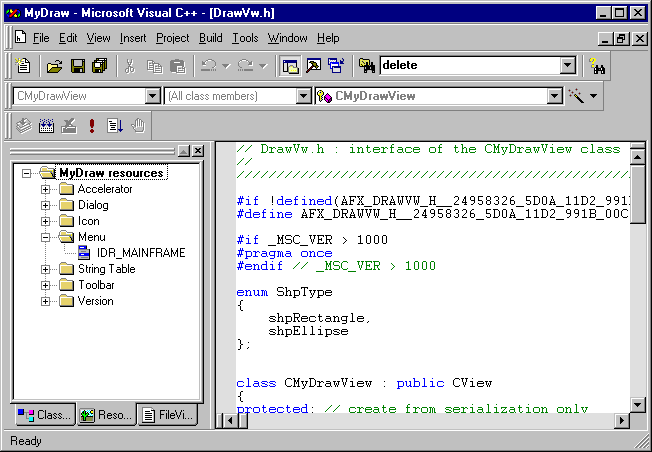 MyDraw - Microsoft Visual C++ - [DrawVw.h]
File Edit View Insert Project Build Tools Window Help
delete
CMyDrawView (All class members) CMyDrawView
MyDraw resources
Accelerator
Dialog
Icon
Menu
IDR_MAINFRAME
String Table
Toolbar
Version
Class... Reso... FileVi...
// DrawVw.h : interface of the CMyDrawView class
//
/////////////////////////////////////////////////
#if !defined(AFX_DRAWVW_H__24958326_5D0A_11D2_991
#define AFX_DRAWVW_H__24958326_5D0A_11D2_991B_00C
#if _MSC_VER > 1000
#pragma once
#endif // _MSC_VER > 1000
enum ShpType
{
shpRectangle,
shpEllipse
};
class CMyDrawView : public CView
{
protected: // create from serialization only
Ready